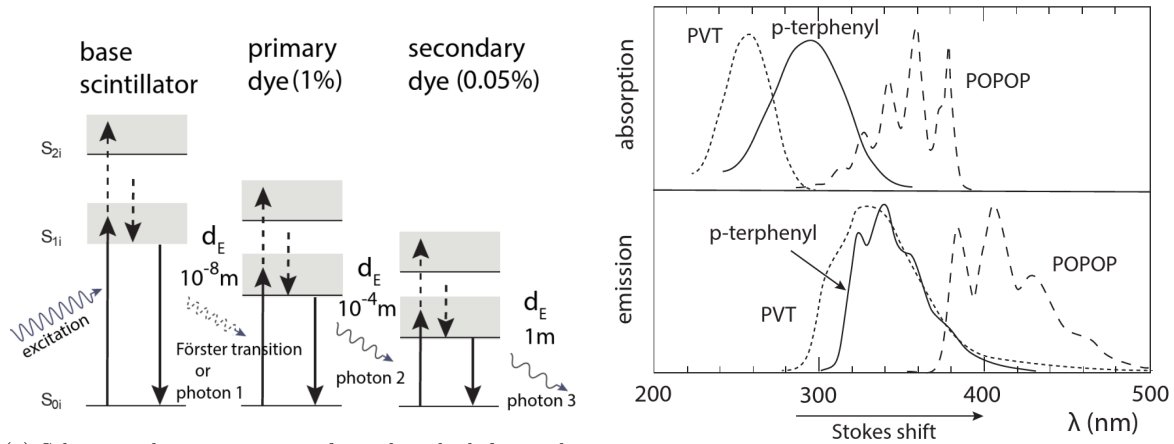 base
scintillator
primary
dye (1%)
secondary
dye (0.05%)
S2i
S1i
S0i
excitation
dE
10-8m
Förster transition
or
photon 1
dE
10-4m
photon 2
dE
1m
photon 3
absorption
PVT
p-terphenyl
POPOP
emission
p-terphenyl
PVT
POPOP
200 300 400 500
λ (nm)
Stokes shift